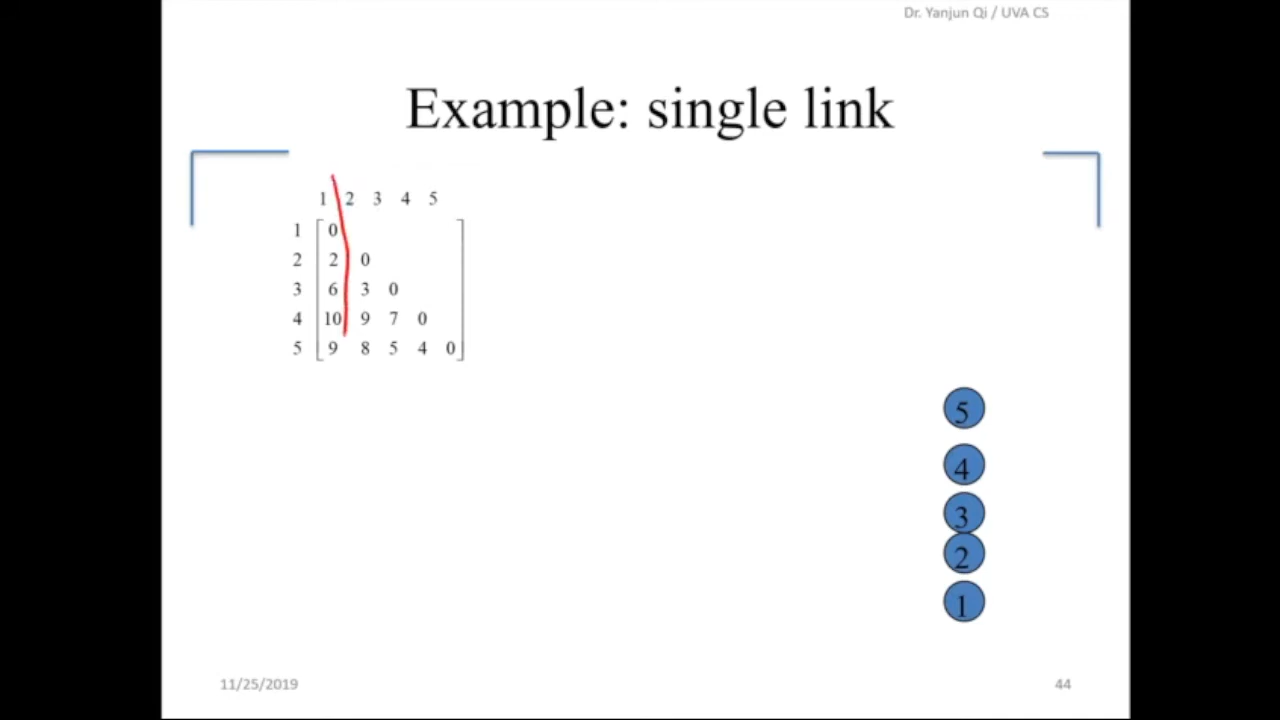 Dr. Yanjun Qi / UVA CS
Example: single link
1 2 3 4 5
1 0
2 2 0
3 6 3 0
4 10 9 7 0
5 9 8 5 4 0
5
4
3
2
1
11/25/2019 44